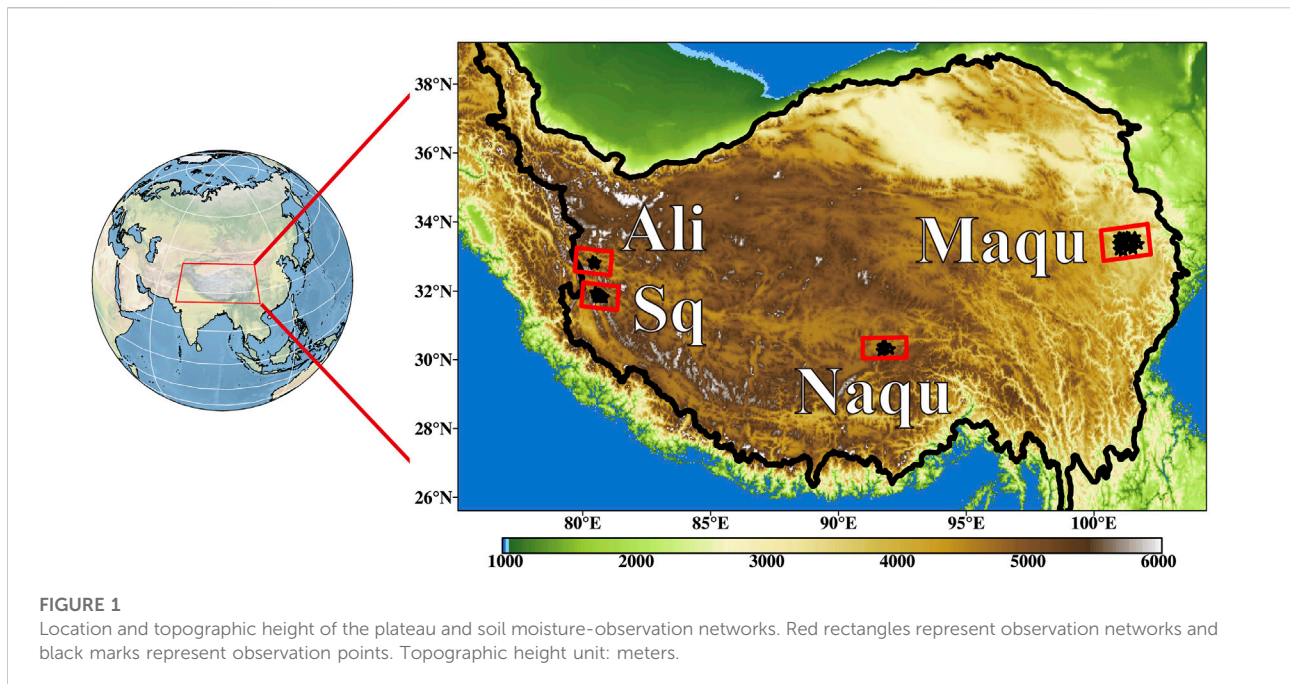 38°N
36°N
34°N
32°N
30°N
28°N
26°N
Ali
Maqu
Sq
Naqu
80°E 85°E 90°E 95°E 100°E
1000 2000 3000 4000 5000 6000
FIGURE 1
Location and topographic height of the plateau and soil moisture-observation networks. Red rectangles represent observation networks and
black marks represent observation points. Topographic height unit: meters.